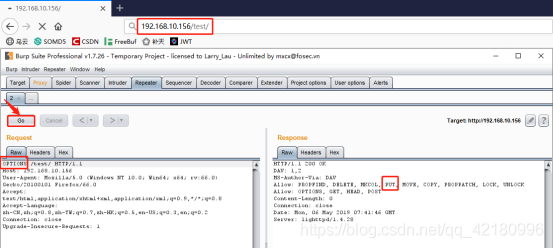 192.168.10.156/test/
192.168.10.156/test/
乌云 SOMD5 CSDN FreeBuf 补天 JWT
Burp Suite Professional v1.7.26 - Temporary Project - licensed to Larry_Lau - Unlimited by mxcx@fosec.vn
Burp Intruder Repeater Window Help
Target Proxy Spider Scanner Intruder Repeater Sequencer Decoder Comparer Extender Project options User options Alerts
2 ...
Go Cancel < >
Target: http://192.168.10.156
Request
Raw Headers Hex
OPTIONS /test/ HTTP/1.1
Host: 192.168.10.156
User-Agent: Mozilla/5.0 (Windows NT 10.0; Win64; x64; rv:66.0)
Gecko/20100101 Firefox/66.0
Accept:
text/html,application/xhtml+xml,application/xml;q=0.9,*/*;q=0.8
Accept-Language:
zh-CN,zh;q=0.8,zh-TW;q=0.7,zh-HK;q=0.5,en-US;q=0.3,en;q=0.2
Connection: close
Upgrade-Insecure-Requests: 1
Response
Raw Headers Hex
HTTP/1.1 200 OK
DAV: 1,2
MS-Author-Via: DAV
Allow: PROPFIND, DELETE, MKCOL, PUT, MOVE, COPY, PROPPATCH, LOCK, UNLOCK
Allow: OPTIONS, GET, HEAD, POST
Content-Length: 0
Connection: close
Date: Mon, 06 May 2019 07:41:46 GMT
Server: lighttpd/1.4.28
https://blog.csdn.net/qq_42180996